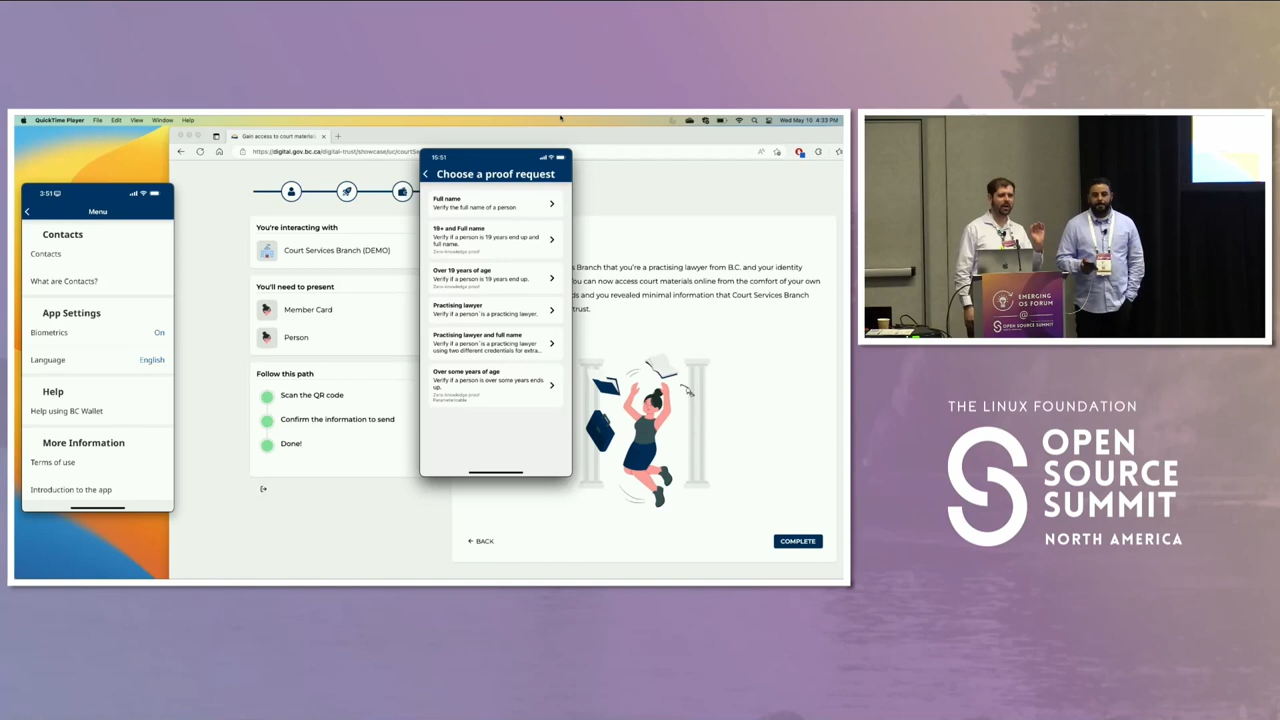 QuickTime Player File Edit View Window Help
Wed May 10 4:33 PM
Gain access to court materials
https://digital.gov.bc.ca/digital-trust/showcase/uc/courtSe
3:51
Menu
Contacts
Contacts
What are Contacts?
App Settings
Biometrics On
Language English
Help
Help using BC Wallet
More Information
Terms of use
Introduction to the app
You're interacting with
Court Services Branch (DEMO)
You'll need to present
Member Card
Person
Follow this path
Scan the QR code
Confirm the information to send
Done!
15:51
Choose a proof request
Full name
Verify the full name of a person
19+ and Full name
Verify if a person is 19 years end up and
full name.
Zero-knowledge proof
Over 19 years of age
Verify if a person is 19 years end up.
Zero-knowledge proof
Practising lawyer
Verify if a person`s a practicing lawyer.
Practising lawyer and full name
Verify if a person`s a practicing lawyer
using two different credentials for extra...
Over some years of age
Verify if a person is over some years ends
up.
Zero-knowledge proof
Parameterizable
s Branch that you're a practising lawyer from B.C. and your identity
ou can now access court materials online from the comfort of your own
ds and you revealed minimal information that Court Services Branch
trust.
BACK
COMPLETE
EMERGING
OS FORUM
@
OPEN SOURCE SUMMIT
THE LINUX FOUNDATION
OPEN
SOURCE
SUMMIT
NORTH AMERICA